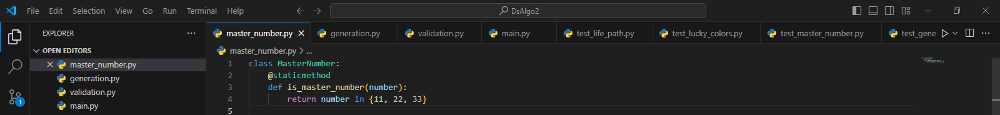 File Edit Selection View Go Run Terminal Help DsAlgo2
EXPLORER
OPEN EDITORS
master_number.py
generation.py
validation.py
main.py
1
master_number.py generation.py validation.py main.py test_life_path.py test_lucky_colors.py test_master_number.py test_gene
master_number.py > ...
1 class MasterNumber:
2 @staticmethod
3 def is_master_number(number):
4 return number in {11, 22, 33}
5